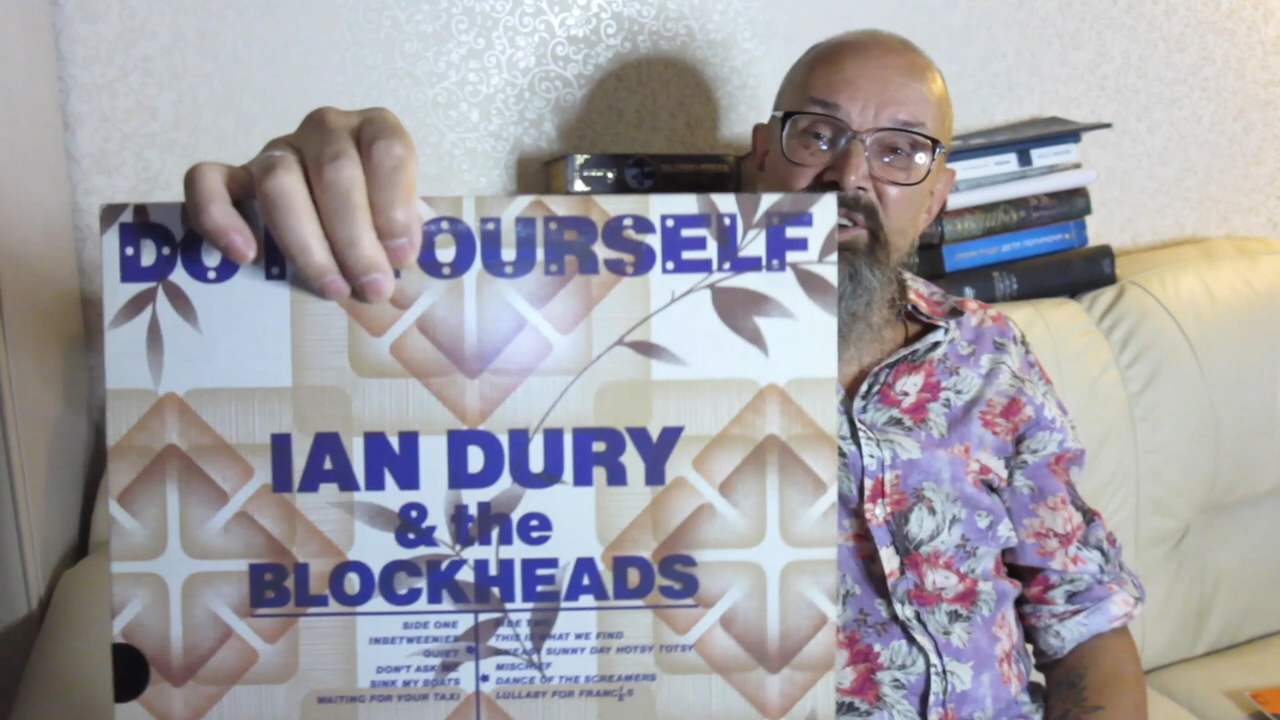 DO YOURSELF
IAN DURY
& the
BLOCKHEADS
SIDE ONE
INBETWEENIES
QUIET
DON'T ASK ME
SINK MY BOATS
WAITING FOR YOUR TAXI
SIDE TWO
THIS IS WHAT WE FIND
UNEASY SUNNY DAY HOTSY TOTSY
MISCHIEF
DANCE OF THE SCREAMERS
LULLABY FOR FRANCIS